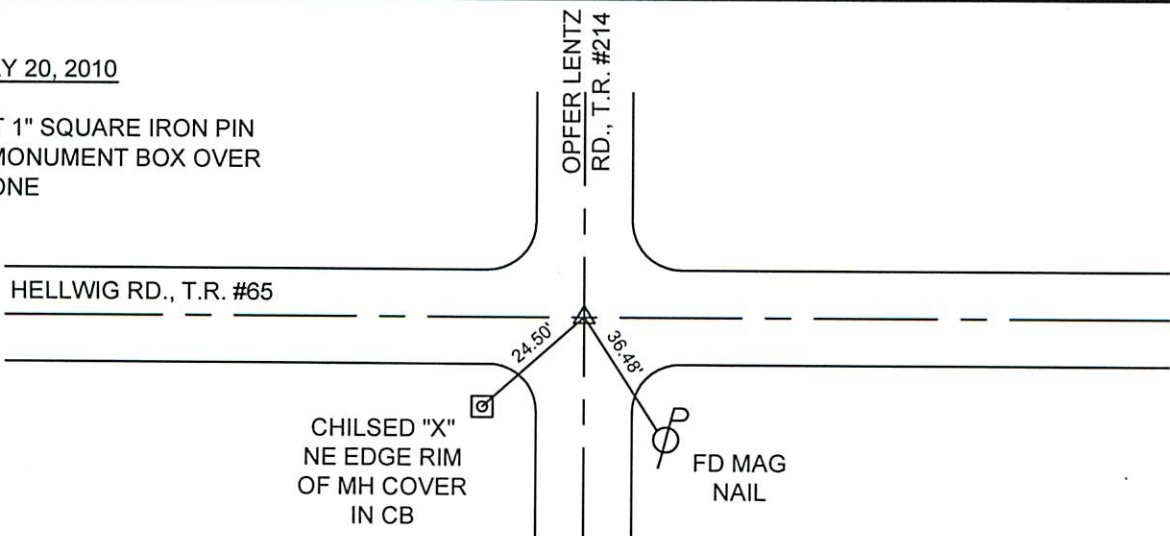 Y 20, 2010
1" SQUARE IRON PIN
MONUMENT BOX OVER
OPFER LENTZ
RD., T.R. #214
HELLWIG RD., T.R. #65
24.50'
36.48'
CHILSED "X"
NE EDGE RIM
OF MH COVER
IN CB
P
FD MAG
NAIL